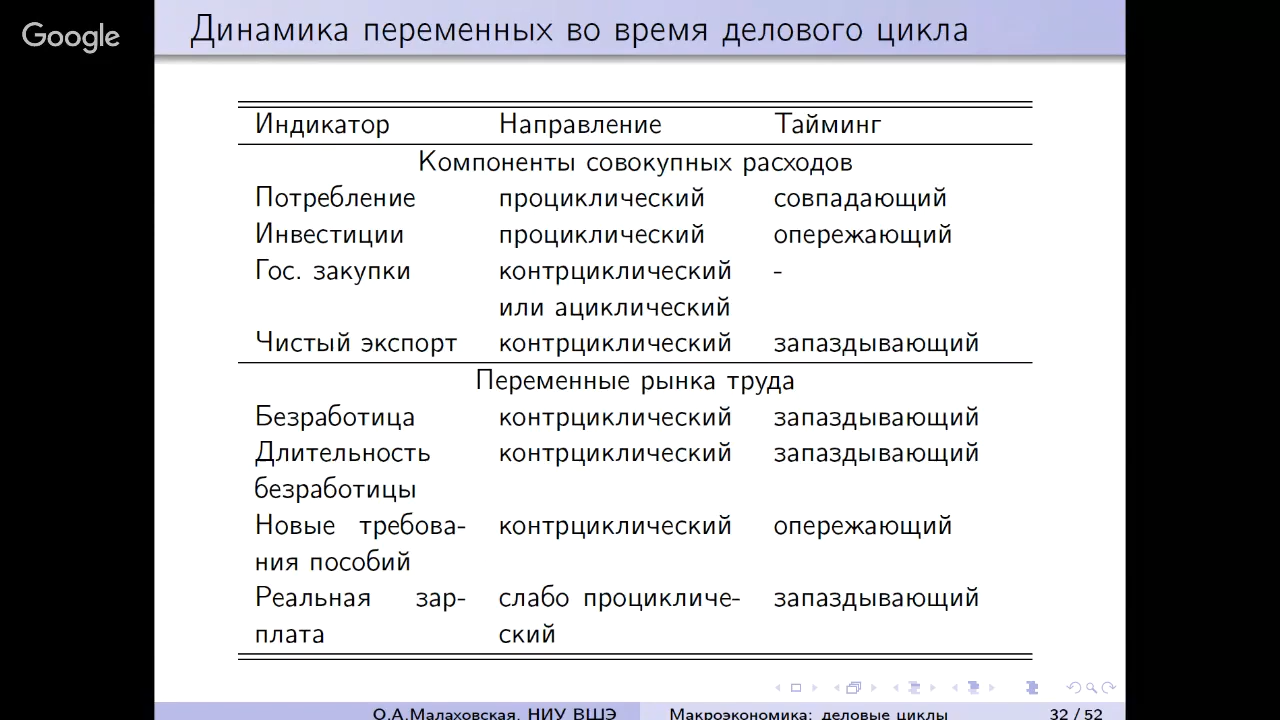 Google
Динамика переменных во время делового цикла
Индикатор Направление Тайминг
Компоненты совокупных расходов
Потребление проциклический совпадающий
Инвестиции проциклический опережающий
Гос. закупки контрциклический -
или ациклический
Чистый экспорт контрциклический запаздывающий
Переменные рынка труда
Безработица контрциклический запаздывающий
Длительность контрциклический запаздывающий
безработицы
Новые требова- контрциклический опережающий
ния пособий
Реальная зар- слабо процикличе- запаздывающий
плата ский
О.А.Малаховская, НИУ ВШЭ Макроэкономика: деловые циклы 32 / 52